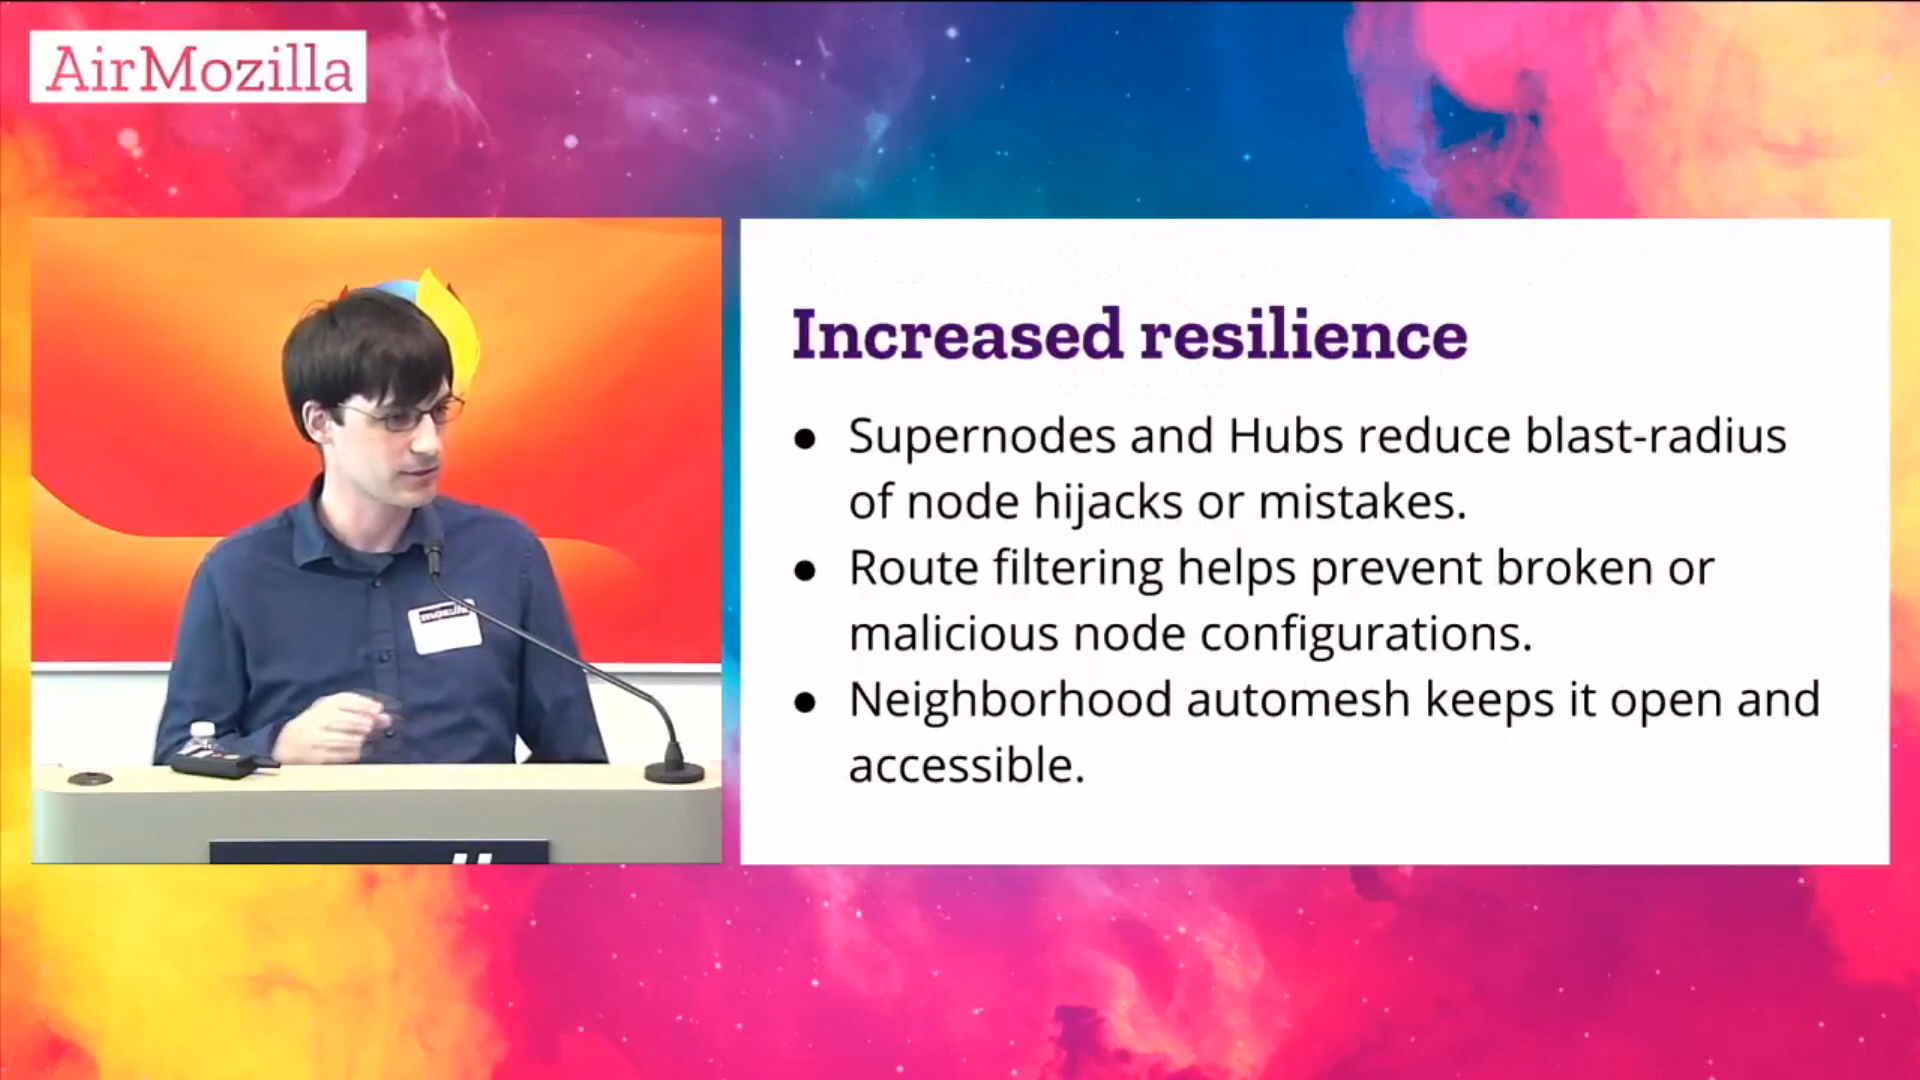 AirMozilla
Increased resilience
● Supernodes and Hubs reduce blast-radius
of node hijacks or mistakes.
● Route filtering helps prevent broken or
malicious node configurations.
● Neighborhood automesh keeps it open and
accessible.
mozilla